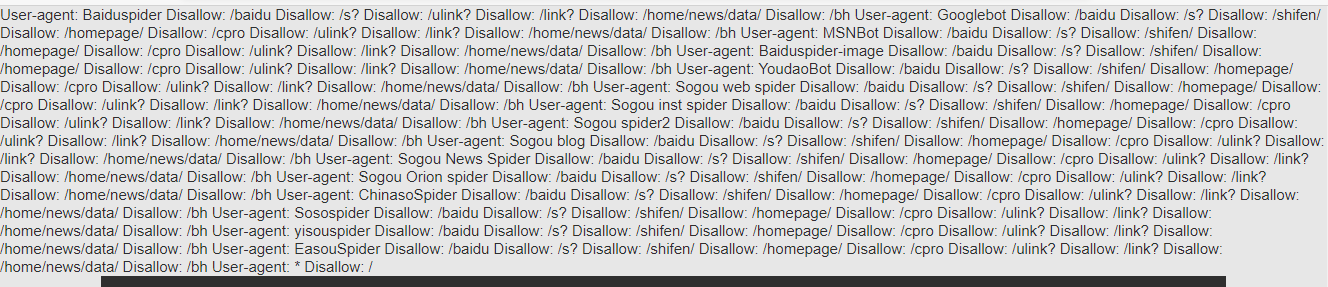 User-agent: Baiduspider Disallow: /baidu Disallow: /s? Disallow: /ulink? Disallow: /link? Disallow: /home/news/data/ Disallow: /bh User-agent: Googlebot Disallow: /baidu Disallow: /s? Disallow: /shifen/
Disallow: /homepage/ Disallow: /cpro Disallow: /ulink? Disallow: /link? Disallow: /home/news/data/ Disallow: /bh User-agent: MSNBot Disallow: /baidu Disallow: /s? Disallow: /shifen/ Disallow:
/homepage/ Disallow: /cpro Disallow: /ulink? Disallow: /link? Disallow: /home/news/data/ Disallow: /bh User-agent: Baiduspider-image Disallow: /baidu Disallow: /s? Disallow: /shifen/ Disallow:
/homepage/ Disallow: /cpro Disallow: /ulink? Disallow: /link? Disallow: /home/news/data/ Disallow: /bh User-agent: YoudaoBot Disallow: /baidu Disallow: /s? Disallow: /shifen/ Disallow: /homepage/
Disallow: /cpro Disallow: /ulink? Disallow: /link? Disallow: /home/news/data/ Disallow: /bh User-agent: Sogou web spider Disallow: /baidu Disallow: /s? Disallow: /shifen/ Disallow: /homepage/ Disallow:
/cpro Disallow: /ulink? Disallow: /link? Disallow: /home/news/data/ Disallow: /bh User-agent: Sogou inst spider Disallow: /baidu Disallow: /s? Disallow: /shifen/ Disallow: /homepage/ Disallow: /cpro
Disallow: /ulink? Disallow: /link? Disallow: /home/news/data/ Disallow: /bh User-agent: Sogou spider2 Disallow: /baidu Disallow: /s? Disallow: /shifen/ Disallow: /homepage/ Disallow: /cpro Disallow:
/ulink? Disallow: /link? Disallow: /home/news/data/ Disallow: /bh User-agent: Sogou blog Disallow: /baidu Disallow: /s? Disallow: /shifen/ Disallow: /homepage/ Disallow: /cpro Disallow: /ulink? Disallow:
/link? Disallow: /home/news/data/ Disallow: /bh User-agent: Sogou News Spider Disallow: /baidu Disallow: /s? Disallow: /shifen/ Disallow: /homepage/ Disallow: /cpro Disallow: /ulink? Disallow: /link?
Disallow: /home/news/data/ Disallow: /bh User-agent: Sogou Orion spider Disallow: /baidu Disallow: /s? Disallow: /shifen/ Disallow: /homepage/ Disallow: /cpro Disallow: /ulink? Disallow: /link?
Disallow: /home/news/data/ Disallow: /bh User-agent: ChinasoSpider Disallow: /baidu Disallow: /s? Disallow: /shifen/ Disallow: /homepage/ Disallow: /cpro Disallow: /ulink? Disallow: /link? Disallow:
/home/news/data/ Disallow: /bh User-agent: Sosospider Disallow: /baidu Disallow: /s? Disallow: /shifen/ Disallow: /homepage/ Disallow: /cpro Disallow: /ulink? Disallow: /link? Disallow:
/home/news/data/ Disallow: /bh User-agent: yisouspider Disallow: /baidu Disallow: /s? Disallow: /shifen/ Disallow: /homepage/ Disallow: /cpro Disallow: /ulink? Disallow: /link? Disallow:
/home/news/data/ Disallow: /bh User-agent: EasouSpider Disallow: /baidu Disallow: /s? Disallow: /shifen/ Disallow: /homepage/ Disallow: /cpro Disallow: /ulink? Disallow: /link? Disallow:
/home/news/data/ Disallow: /bh User-agent: * Disallow: /